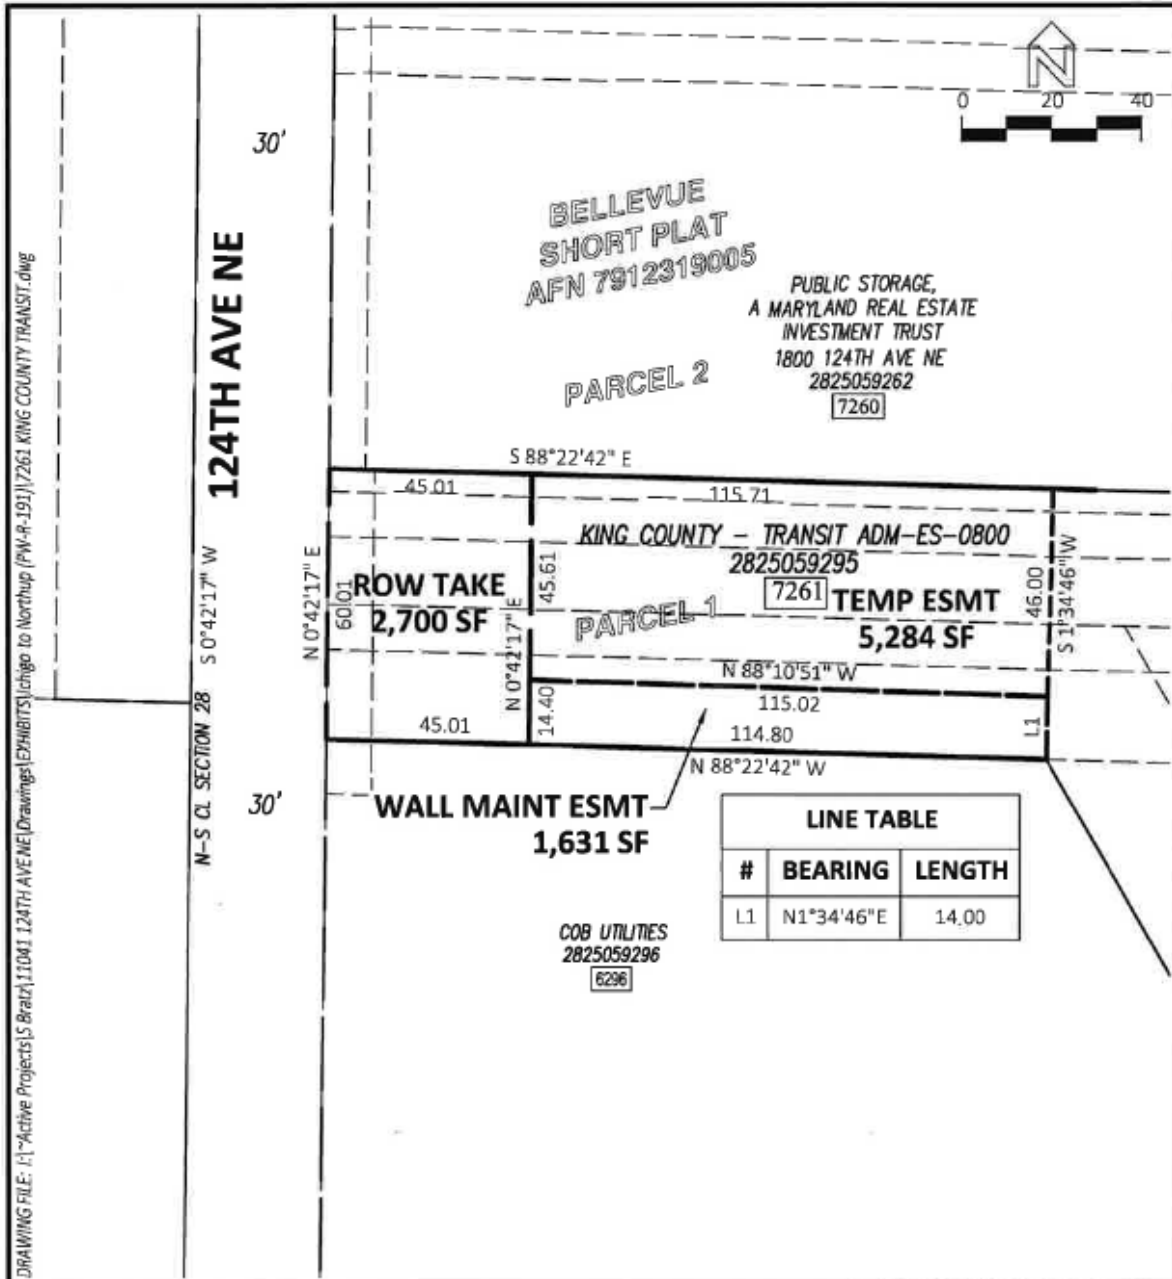 N
0 20 40
30'
BELLEVUE
SHORT PLAT
AFN 7912319005
PUBLIC STORAGE,
A MARYLAND REAL ESTATE
INVESTMENT TRUST
1800 124TH AVE NE
2825059262
7260
PARCEL 2
124TH AVE NE
S 88°22'42" E
45.01
115.71
KING COUNTY - TRANSIT ADM-ES-0800
2825059295
7261
ROW TAKE
2,700 SF
TEMP ESMT
5,284 SF
PARCEL 1
S 0°42'17" W
N 0°42'17" E
60.01
45.61
N 0°42'17" E
46.00
S 1°34'46" W
N 88°10'51" W
115.02
45.01
14.40
114.80
L1
N 88°22'42" W
N-S CL SECTION 28
30'
WALL MAINT ESMT
1,631 SF
LINE TABLE
# BEARING LENGTH
L1 N1°34'46"E 14.00
COB UTILITIES
2825059296
6296
DRAWING FILE: J:\~Active Projects\S Bratz\11041 124TH AVE NE\Drawings\EXHIBITS\Ichigo to Northup (PW-R-191)\7261 KING COUNTY TRANSIT.dwg